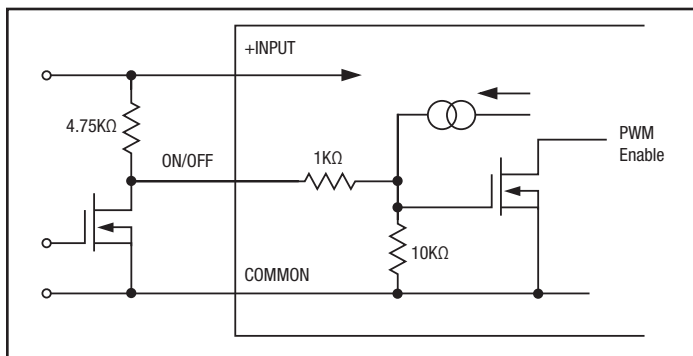 +INPUT
4.75KΩ
ON/OFF
1KΩ
PWM
Enable
10KΩ
COMMON